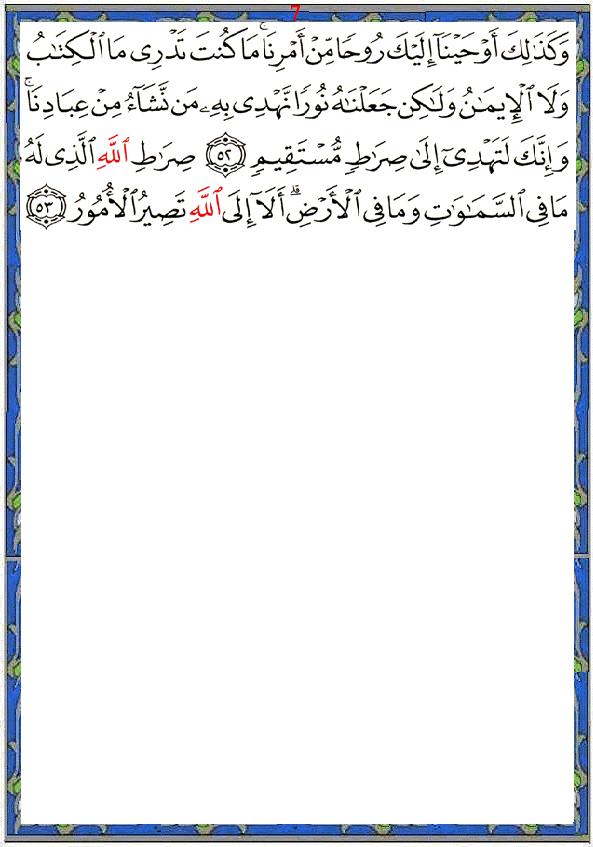 7
وَكَذَٰلِكَ أَوْحَيْنَآ إِلَيْكَ رُوحًا مِّنْ أَمْرِنَا ۚ مَا كُنتَ تَدْرِى مَا ٱلْكِتَٰبُ
وَلَا ٱلْإِيمَٰنُ وَلَٰكِن جَعَلْنَٰهُ نُورًا نَّهْدِى بِهِۦ مَن نَّشَآءُ مِنْ عِبَادِنَا ۚ
وَإِنَّكَ لَتَهْدِىٓ إِلَىٰ صِرَٰطٍ مُّسْتَقِيمٍ ٥٢ صِرَٰطِ ٱللَّهِ ٱلَّذِى لَهُۥ
مَا فِى ٱلسَّمَٰوَٰتِ وَمَا فِى ٱلْأَرْضِ ۗ أَلَآ إِلَى ٱللَّهِ تَصِيرُ ٱلْأُمُورُ ٥٣